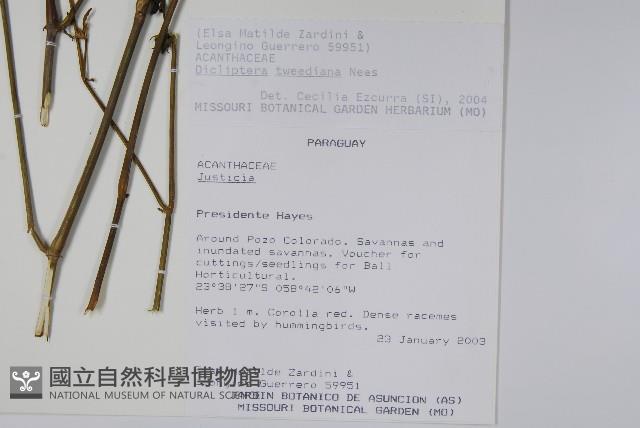 (Elsa Matilde Zardini &
Leongino Guerrero 59951)
ACANTHACEAE
Dicliptera tweediana Nees
Det. Cecilia Ezcurra (SI), 2004
MISSOURI BOTANICAL GARDEN HERBARIUM (MO)
PARAGUAY
ACANTHACEAE
Justicia
Presidente Hayes
Around Pozo Colorado. Savannas and
inundated savannas. Voucher for
cuttings/seedlings for Ball
Horticultural.
23°38'27"S 058°42'06"W
Herb 1 m. Corolla red. Dense racemes
visited by hummingbirds.
23 January 2003
Matilde Zardini &
Guerrero 59951
JARDIN BOTANICO DE ASUNCION (AS)
MISSOURI BOTANICAL GARDEN (MO)
國立自然科學博物館
NATIONAL MUSEUM OF NATURAL SCIENCE